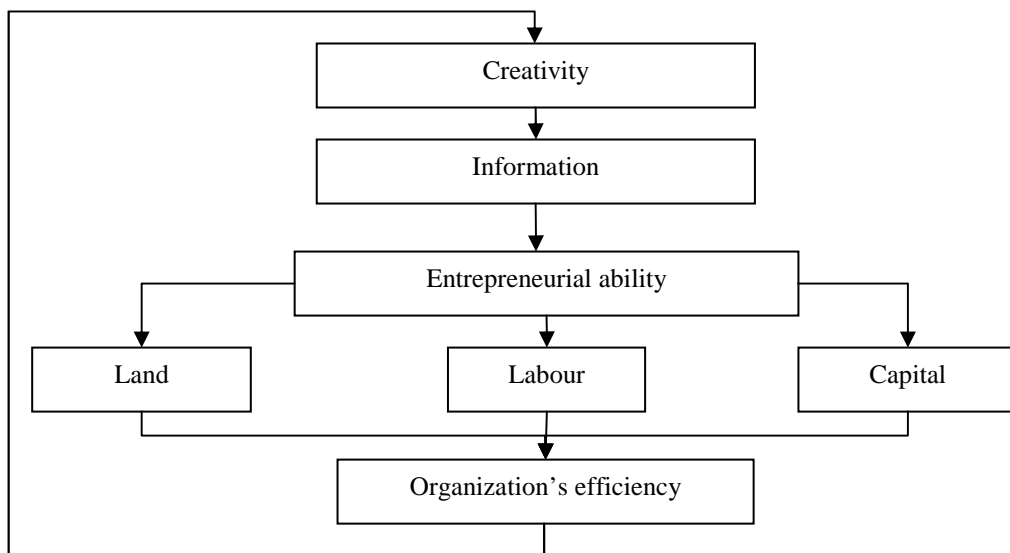 Creativity
Information
Entrepreneurial ability
Land
Labour
Capital
Organization’s efficiency